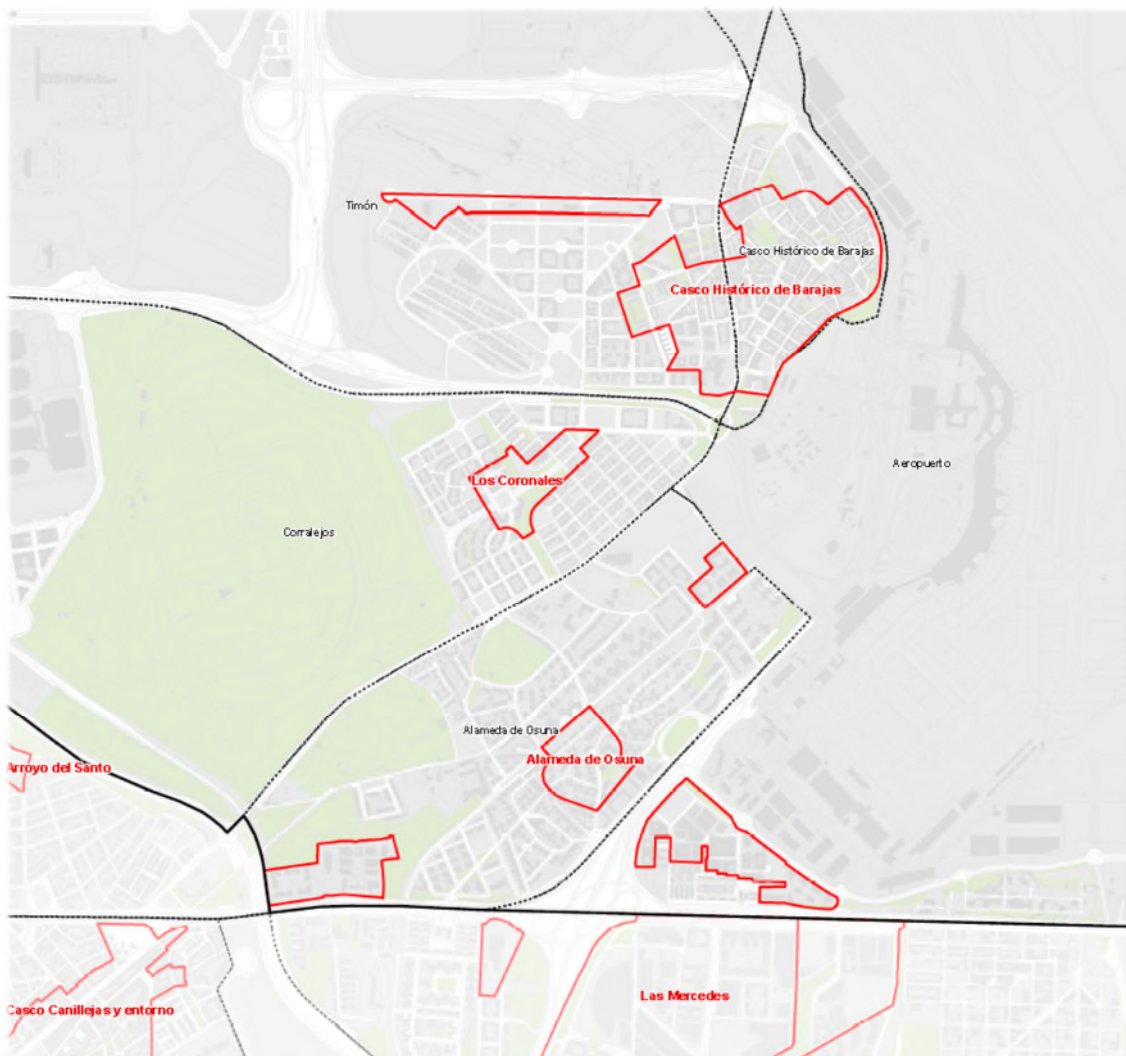 Timón
Casco Histórico de Barajas
Casco Histórico de Barajas
Aeropuerto
Los Coronales
Corralejos
Alameda de Osuna
Alameda de Osuna
Arroyo del Santo
Las Mercedes
Casco Canillejas y entorno